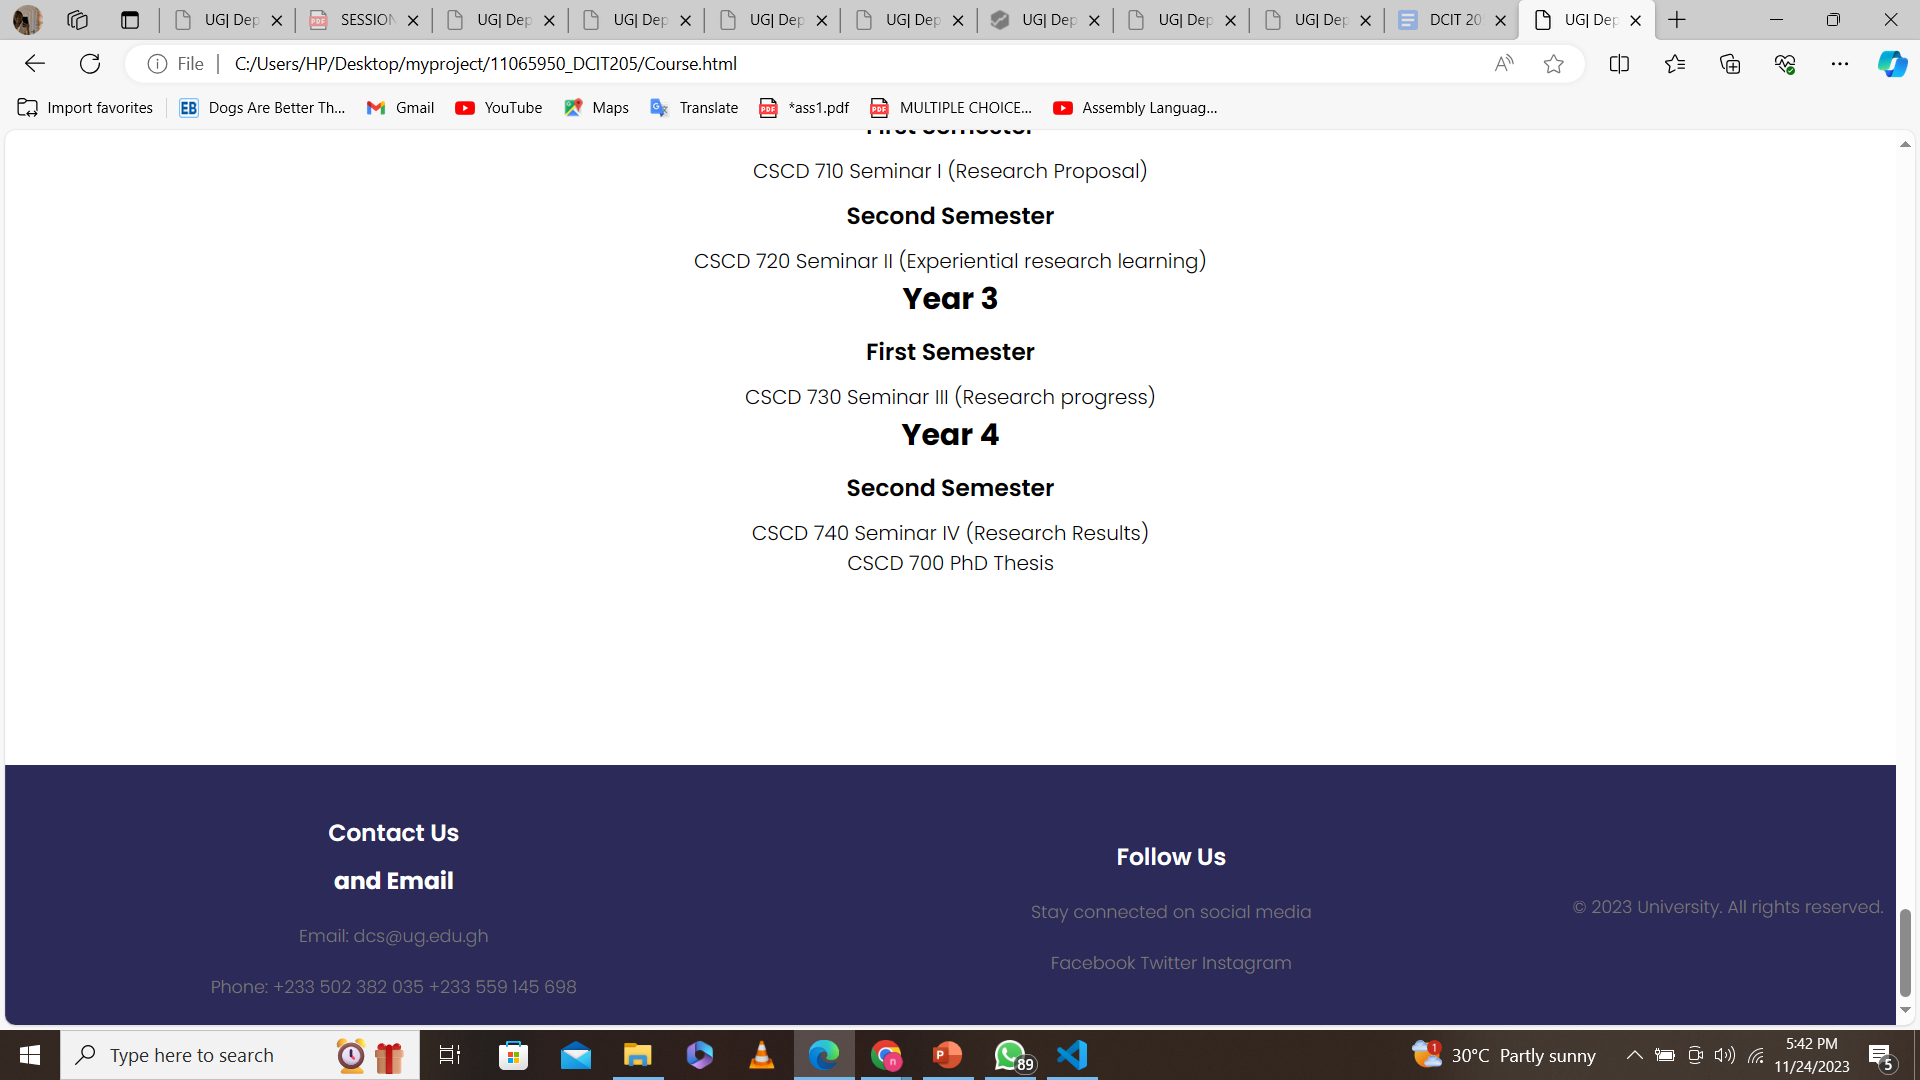 UG| Dep
SESSION
UG| Dep
UG| Dep
UG| Dep
UG| Dep
UG| Dep
UG| Dep
UG| Dep
DCIT 20
UG| Dep
File
C:/Users/HP/Desktop/myproject/11065950_DCIT205/Course.html
Import favorites
Dogs Are Better Th...
Gmail
YouTube
Maps
Translate
*ass1.pdf
MULTIPLE CHOICE...
Assembly Languag...
First Semester
CSCD 710 Seminar I (Research Proposal)
Second Semester
CSCD 720 Seminar II (Experiential research learning)
Year 3
First Semester
CSCD 730 Seminar III (Research progress)
Year 4
Second Semester
CSCD 740 Seminar IV (Research Results)
CSCD 700 PhD Thesis
Contact Us
and Email
Email: dcs@ug.edu.gh
Phone: +233 502 382 035 +233 559 145 698
Follow Us
Stay connected on social media
Facebook Twitter Instagram
© 2023 University. All rights reserved.
Type here to search
89
1
30°C Partly sunny
5:42 PM
11/24/2023
5